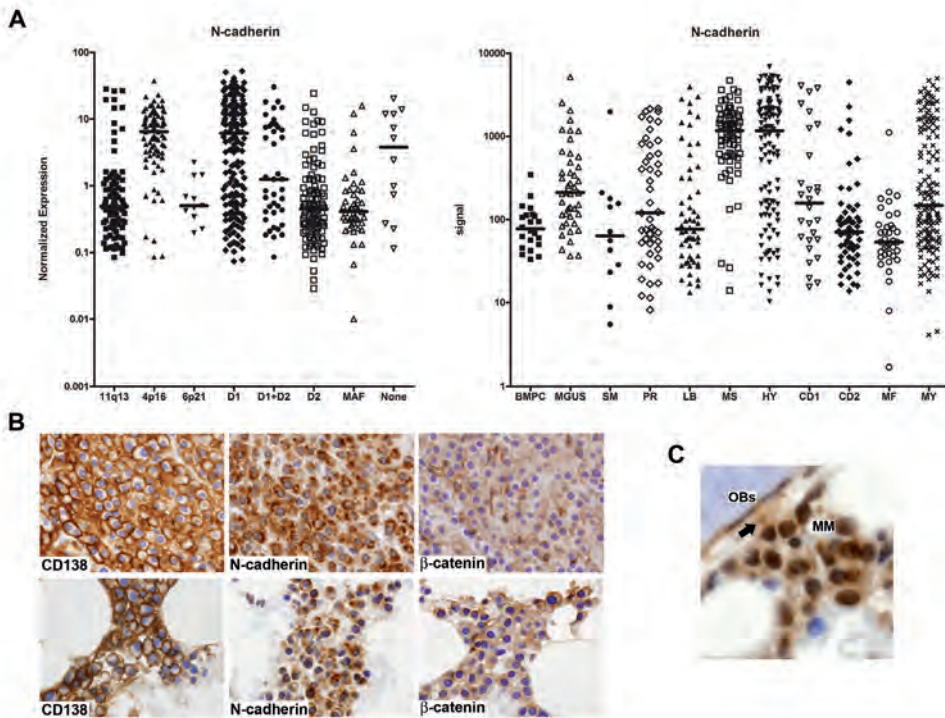 A
N-cadherin
Normalized Expression
100
10
1
0.1
0.01
0.001
11q13 4p16 6p21 D1 D1+D2 D2 MAF None
N-cadherin
signal
10000
1000
100
10
1
BMPC MGUS SM PR LB MS HY CD1 CD2 MF MY
B
CD138 N-cadherin β-catenin
CD138 N-cadherin β-catenin
C
OBs
MM